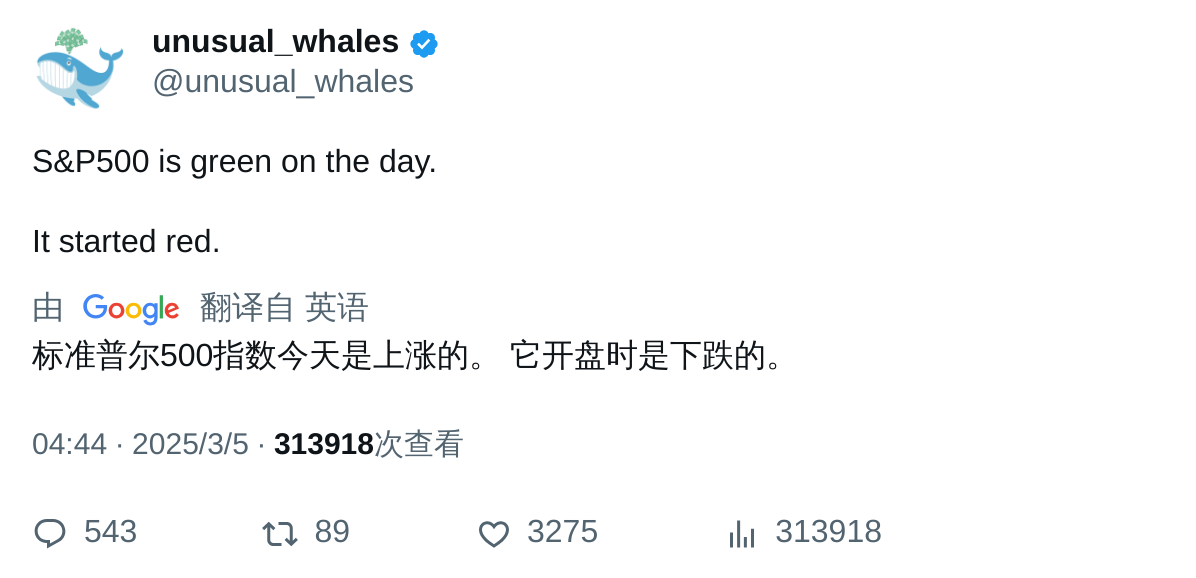 unusual_whales
@unusual_whales
S&P500 is green on the day.
It started red.
由 Google 翻译自 英语
标准普尔500指数今天是上涨的。 它开盘时是下跌的。
04:44 · 2025/3/5 · 313918次查看
543 89 3275 313918